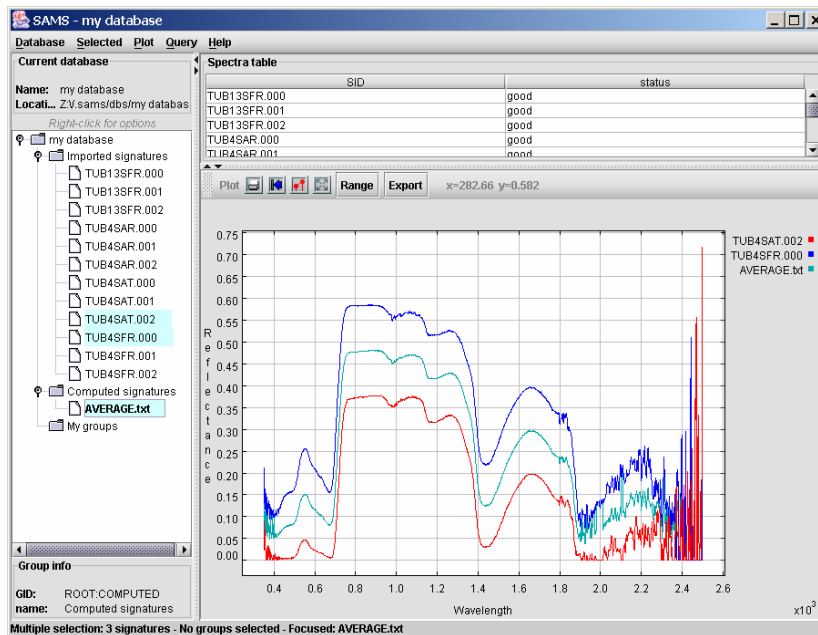 SAMS - my database
Database Selected Plot Query Help
Current database
Name: my database
Locati... Z:\/.sams/dbs/my databas
Right-click for options
my database
Imported signatures
TUB13SFR.000
TUB13SFR.001
TUB13SFR.002
TUB4SAR.000
TUB4SAR.001
TUB4SAR.002
TUB4SAT.000
TUB4SAT.001
TUB4SAT.002
TUB4SFR.000
TUB4SFR.001
TUB4SFR.002
Computed signatures
AVERAGE.txt
My groups
Group info
GID: ROOT:COMPUTED
name: Computed signatures
Spectra table
SID status
TUB13SFR.000 good
TUB13SFR.001 good
TUB13SFR.002 good
TUB4SAR.000 good
TUB4SAR.001 good
Plot Range Export x=282.66 y=0.582
0.75
0.70
0.65
0.60
0.55
0.50
0.45
0.40
0.35
0.30
0.25
0.20
0.15
0.10
0.05
0.00
Reflectance
0.4 0.6 0.8 1.0 1.2 1.4 1.6 1.8 2.0 2.2 2.4 2.6
Wavelength x10³
TUB4SAT.002
TUB4SFR.000
AVERAGE.txt
Multiple selection: 3 signatures - No groups selected - Focused: AVERAGE.txt